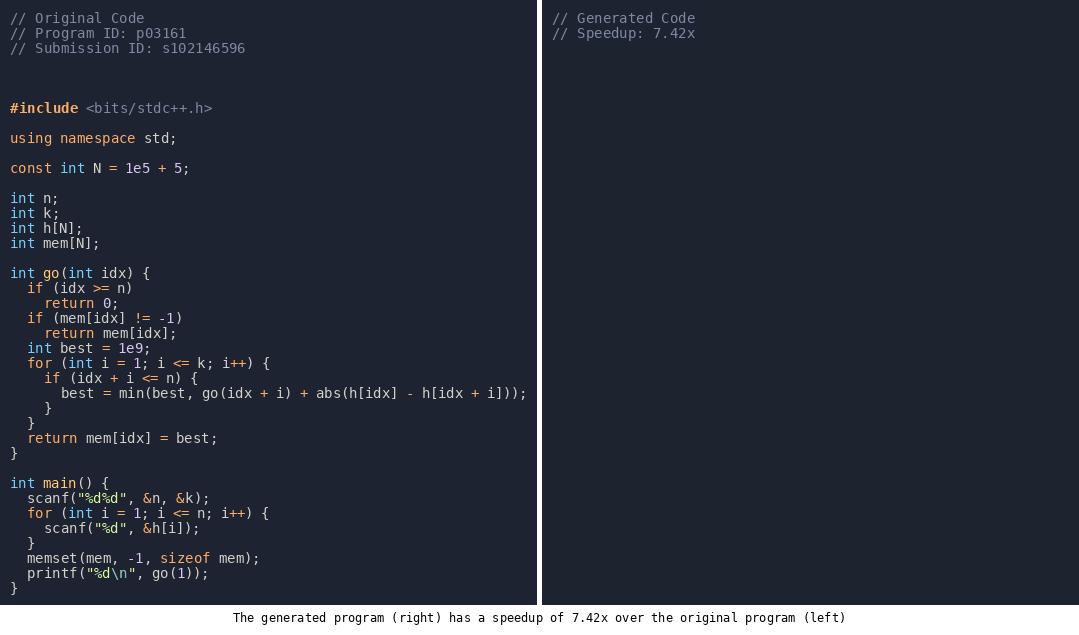 // Original Code
// Program ID: p03161
// Submission ID: s102146596
#include <bits/stdc++.h>
using namespace std;
const int N = 1e5 + 5;
int n;
int k;
int h[N];
int mem[N];
int go(int idx) {
  if (idx >= n)
    return 0;
  if (mem[idx] != -1)
    return mem[idx];
  int best = 1e9;
  for (int i = 1; i <= k; i++) {
    if (idx + i <= n) {
      best = min(best, go(idx + i) + abs(h[idx] - h[idx + i]));
    }
  }
  return mem[idx] = best;
}
int main() {
  scanf("%d%d", &n, &k);
  for (int i = 1; i <= n; i++) {
    scanf("%d", &h[i]);
  }
  memset(mem, -1, sizeof mem);
  printf("%d\n", go(1));
}
// Generated Code
// Speedup: 7.42x
The generated program (right) has a speedup of 7.42x over the original program (left)